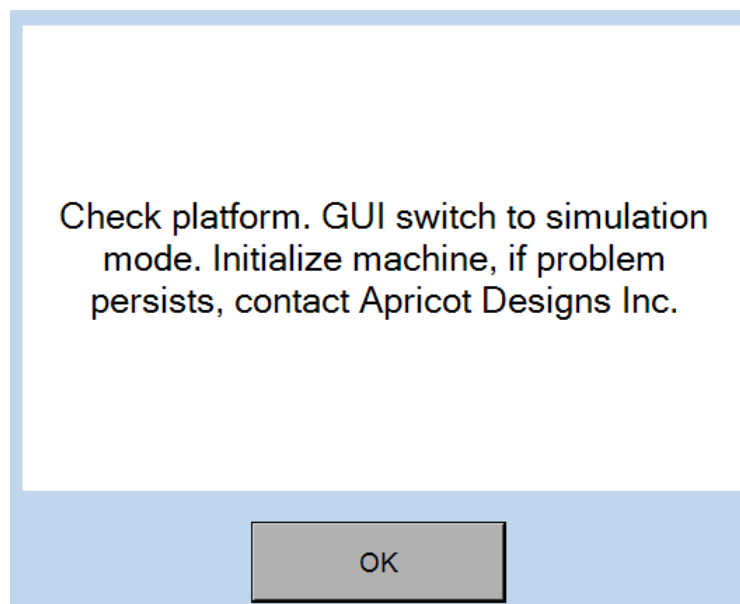 Check platform. GUI switch to simulation
mode. Initialize machine, if problem
persists, contact Apricot Designs Inc.
OK